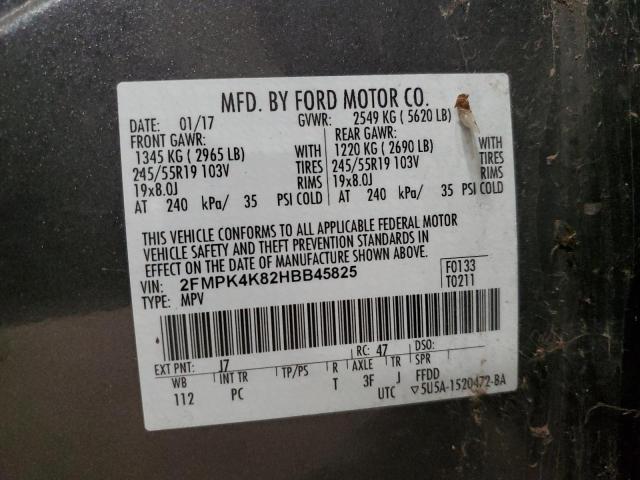 MFD. BY FORD MOTOR CO.
DATE: 01/17 GVWR: 2549 KG ( 5620 LB)
FRONT GAWR: REAR GAWR:
1345 KG ( 2965 LB) WITH 1220 KG ( 2690 LB) WITH
245/55R19 103V TIRES 245/55R19 103V TIRES
19x8.0J RIMS 19x8.0J RIMS
AT 240 kPa/ 35 PSI COLD AT 240 kPa/ 35 PSI COLD
THIS VEHICLE CONFORMS TO ALL APPLICABLE FEDERAL MOTOR
VEHICLE SAFETY AND THEFT PREVENTION STANDARDS IN
EFFECT ON THE DATE OF MANUFACTURE SHOWN ABOVE.
VIN: 2FMPK4K82HBB45825 F0133
TYPE: MPV T0211
EXT PNT: J7 RC: 47 DSO:
WB INT TR TP/PS R AXLE TR SPR
112 PC T 3F J FFDD
UTC ▽5U5A-1520472-BA